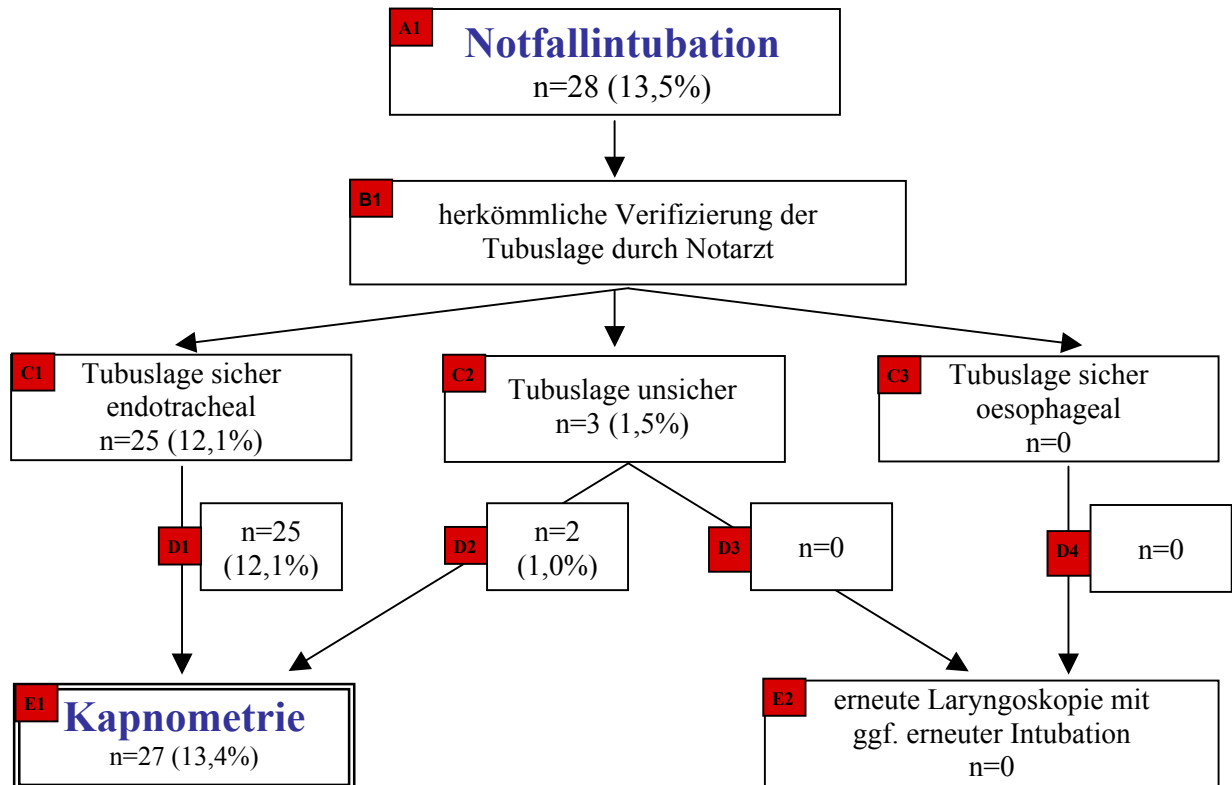 A1
Notfallintubation
n=28 (13,5%)
B1
herkömmliche Verifizierung der
Tubuslage durch Notarzt
C1
Tubuslage sicher
endotracheal
n=25 (12,1%)
C2
Tubuslage unsicher
n=3 (1,5%)
C3
Tubuslage sicher
oesophageal
n=0
D1
n=25
(12,1%)
D2
n=2
(1,0%)
D3
n=0
D4
n=0
E1
Kapnometrie
n=27 (13,4%)
E2
erneute Laryngoskopie mit
ggf. erneuter Intubation
n=0